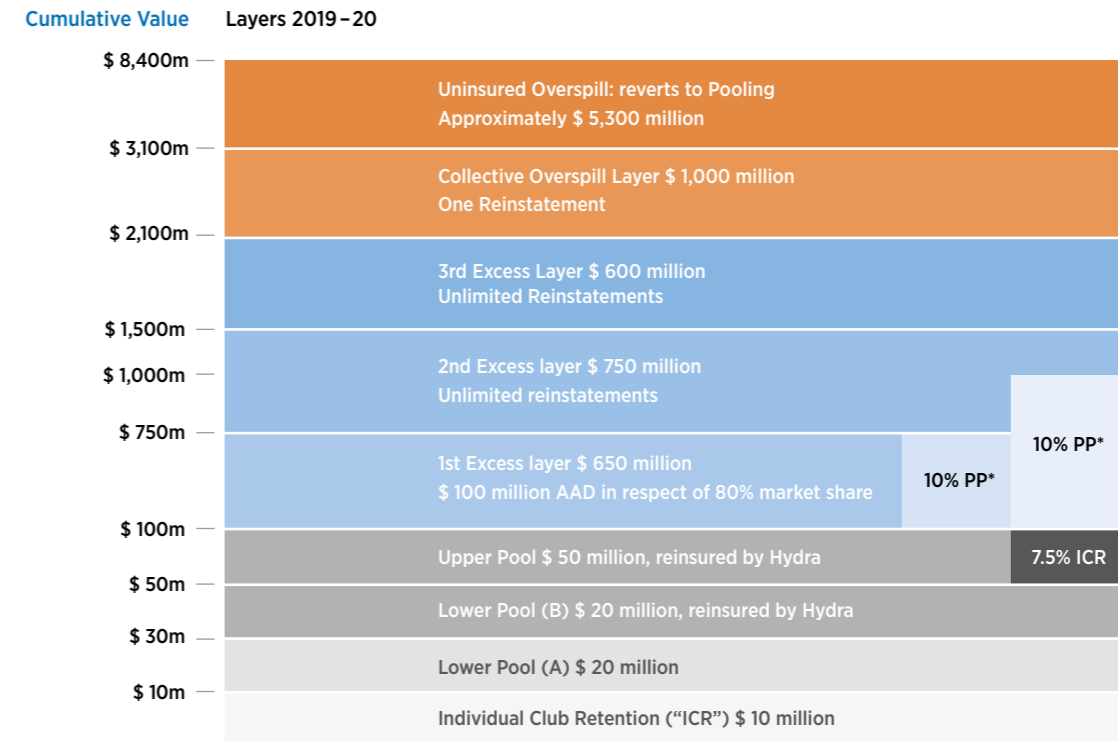 Cumulative Value Layers 2019–20
$ 8,400m
Uninsured Overspill: reverts to Pooling
Approximately $ 5,300 million
$ 3,100m
Collective Overspill Layer $ 1,000 million
One Reinstatement
$ 2,100m
3rd Excess Layer $ 600 million
Unlimited Reinstatements
$ 1,500m
2nd Excess layer $ 750 million
$ 1,000m
Unlimited reinstatements
$ 750m
10% PP*
1st Excess layer $ 650 million
10% PP*
$ 100 million AAD in respect of 80% market share
$ 100m
Upper Pool $ 50 million, reinsured by Hydra
7.5% ICR
$ 50m
Lower Pool (B) $ 20 million, reinsured by Hydra
$ 30m
Lower Pool (A) $ 20 million
$ 10m
Individual Club Retention (“ICR”) $ 10 million